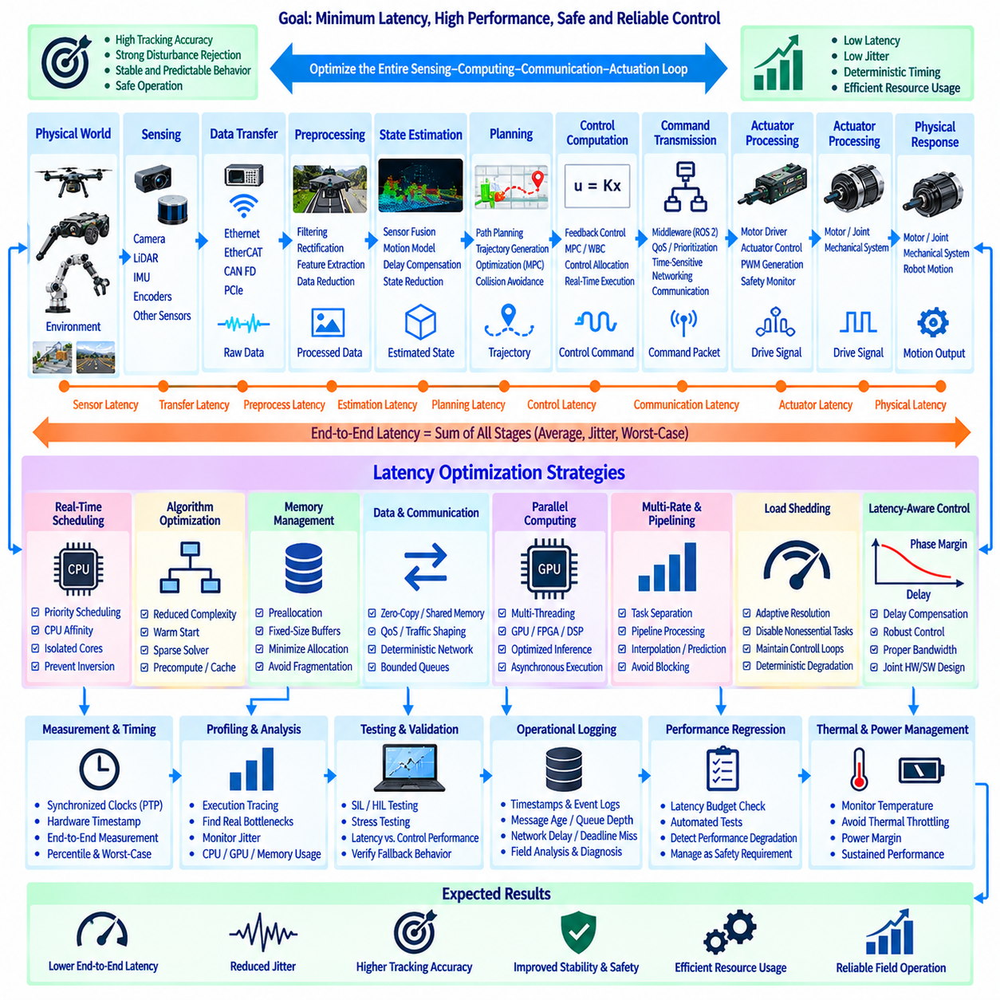 Goal: Minimum Latency, High Performance, Safe and Reliable Control
• High Tracking Accuracy
• Strong Disturbance Rejection
• Stable and Predictable Behavior
• Safe Operation
Optimize the Entire Sensing–Computing–Communication–Actuation Loop
• Low Latency
• Low Jitter
• Deterministic Timing
• Efficient Resource Usage
Physical World
Environment
Sensing
Camera
LiDAR
IMU
Encoders
Other Sensors
Data Transfer
Ethernet
EtherCAT
CAN FD
PCIe
Raw Data
Preprocessing
Filtering
Rectification
Feature Extraction
Data Reduction
Processed Data
State Estimation
Sensor Fusion
Motion Model
Delay Compensation
State Reduction
Estimated State
Planning
Path Planning
Trajectory Generation
Optimization (MPC)
Collision Avoidance
Trajectory
Control
Computation
u = Kx
Feedback Control
MPC / WBC
Control Allocation
Real-Time Execution
Control Command
Command
Transmission
Middleware (ROS 2)
QoS / Prioritization
Time-Sensitive
Networking
Communication
Command Packet
Actuator
Processing
Motor Driver
Actuator Control
PWM Generation
Safety Monitor
Drive Signal
Actuator
Processing
Motor / Joint
Mechanical System
Drive Signal
Physical
Response
Motor / Joint
Mechanical System
Robot Motion
Motion Output
Sensor Latency
Transfer Latency
Preprocess Latency
Estimation Latency
Planning Latency
Control Latency
Communication Latency
Actuator Latency
Physical Latency
End-to-End Latency = Sum of All Stages (Average, Jitter, Worst-Case)
Latency Optimization Strategies
Real-Time
Scheduling
CPU
Priority Scheduling
CPU Affinity
Isolated Cores
Prevent Inversion
Algorithm
Optimization
Reduced Complexity
Warm Start
Sparse Solver
Precompute / Cache
Memory
Management
Preallocation
Fixed-Size Buffers
Minimize Allocation
Avoid Fragmentation
Data & Communication
Zero-Copy / Shared Memory
QoS / Traffic Shaping
Deterministic Network
Bounded Queues
Parallel
Computing
GPU
Multi-Threading
GPU / FPGA / DSP
Optimized Inference
Asynchronous Execution
Multi-Rate &
Pipelining
Task Separation
Pipeline Processing
Interpolation / Prediction
Avoid Blocking
Load Shedding
Adaptive Resolution
Disable Nonessential Tasks
Maintain Controll Loops
Deterministic Degradation
Latency-Aware Control
Phase Margin
Delay
Delay Compensation
Robust Control
Proper Bandwidth
Joint HW/SW Design
Measurement & Timing
• Synchronized Clocks (PTP)
• Hardware Timestamp
• End-to-End Measurement
• Percentile & Worst-Case
Profiling & Analysis
• Execution Tracing
• Find Real Bottlenecks
• Monitor Jitter
• CPU / GPU / Memory Usage
Testing & Validation
• SIL / HIL Testing
• Stress Testing
• Latency vs. Control Performance
• Verify Fallback Behavior
Operational Logging
• Timestamps & Event Logs
• Message Age / Queue Depth
• Network Delay / Deadline Miss
• Field Analysis & Diagnosis
Performance Regression
• Latency Budget Check
• Automated Tests
• Detect Performance Degradation
• Manage as Safety Requirement
Thermal & Power Management
• Monitor Temperature
• Avoid Thermal Throttling
• Power Margin
• Sustained Performance
Expected Results
Lower End-to-End Latency
Reduced Jitter
Higher Tracking Accuracy
Improved Stability & Safety
Efficient Resource Usage
Reliable Field Operation